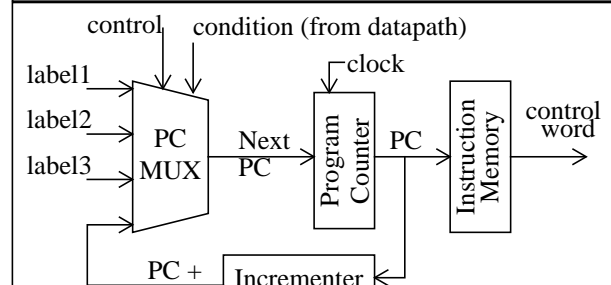 control
condition (from datapath)
label1
clock
label2
PC
MUX
Next
PC
Program
Counter
PC
Instruction
Memory
control
word
label3
PC +
Incrementer